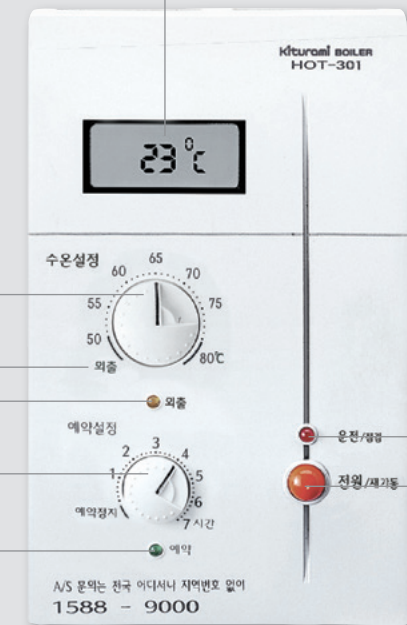 Kiturami BOILER
HOT-301
23°C
수온설정
50 55 60 65 70 75 80℃
외출
외출
예약설정
1 2 3 4 5 6 7시간
예약정지
예약
운전/점검
전원/재가동
A/S 문의는 전국 어디서나 지역번호 없이
1588 - 9000